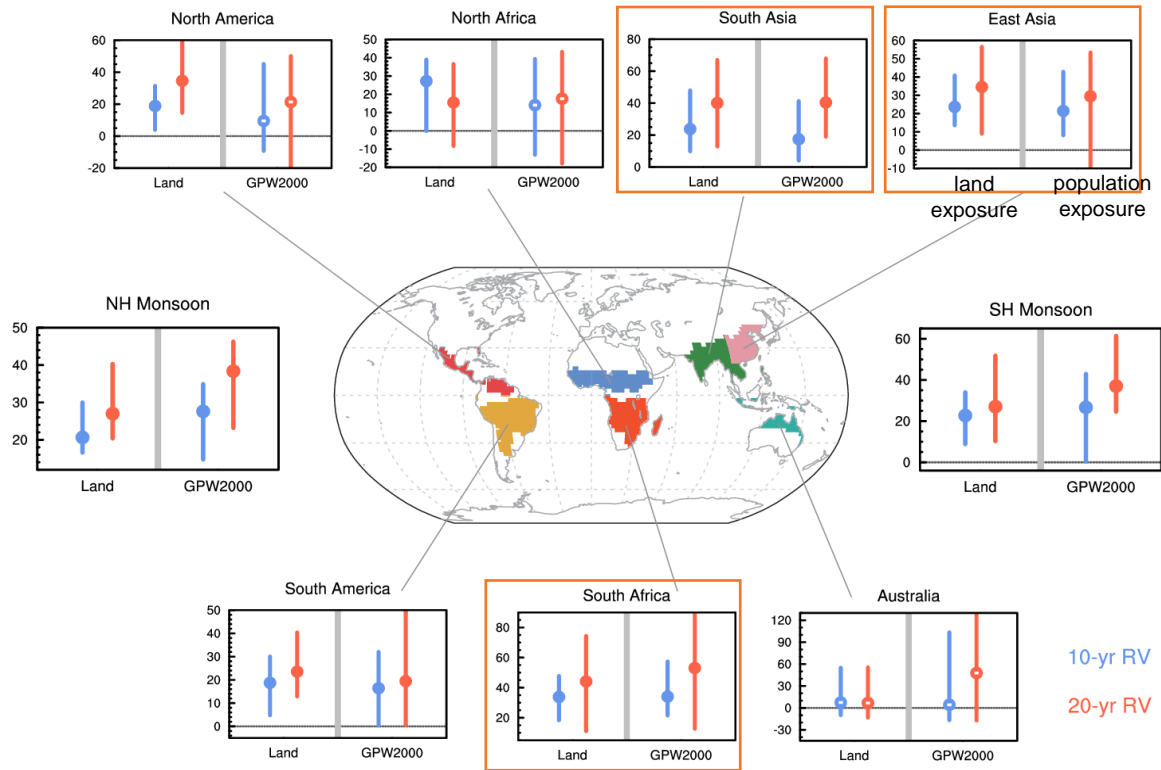 North America
60
40
20
0
-20
Land
GPW2000
North Africa
50
40
30
20
10
0
-10
-20
Land
GPW2000
South Asia
80
60
40
20
0
Land
GPW2000
East Asia
60
50
40
30
20
10
0
-10
Land
GPW2000
land
exposure
population
exposure
NH Monsoon
50
40
30
20
Land
GPW2000
SH Monsoon
60
40
20
0
Land
GPW2000
South America
50
40
30
20
10
0
Land
GPW2000
South Africa
80
60
40
20
Land
GPW2000
Australia
120
90
60
30
0
-30
Land
GPW2000
10-yr RV
20-yr RV